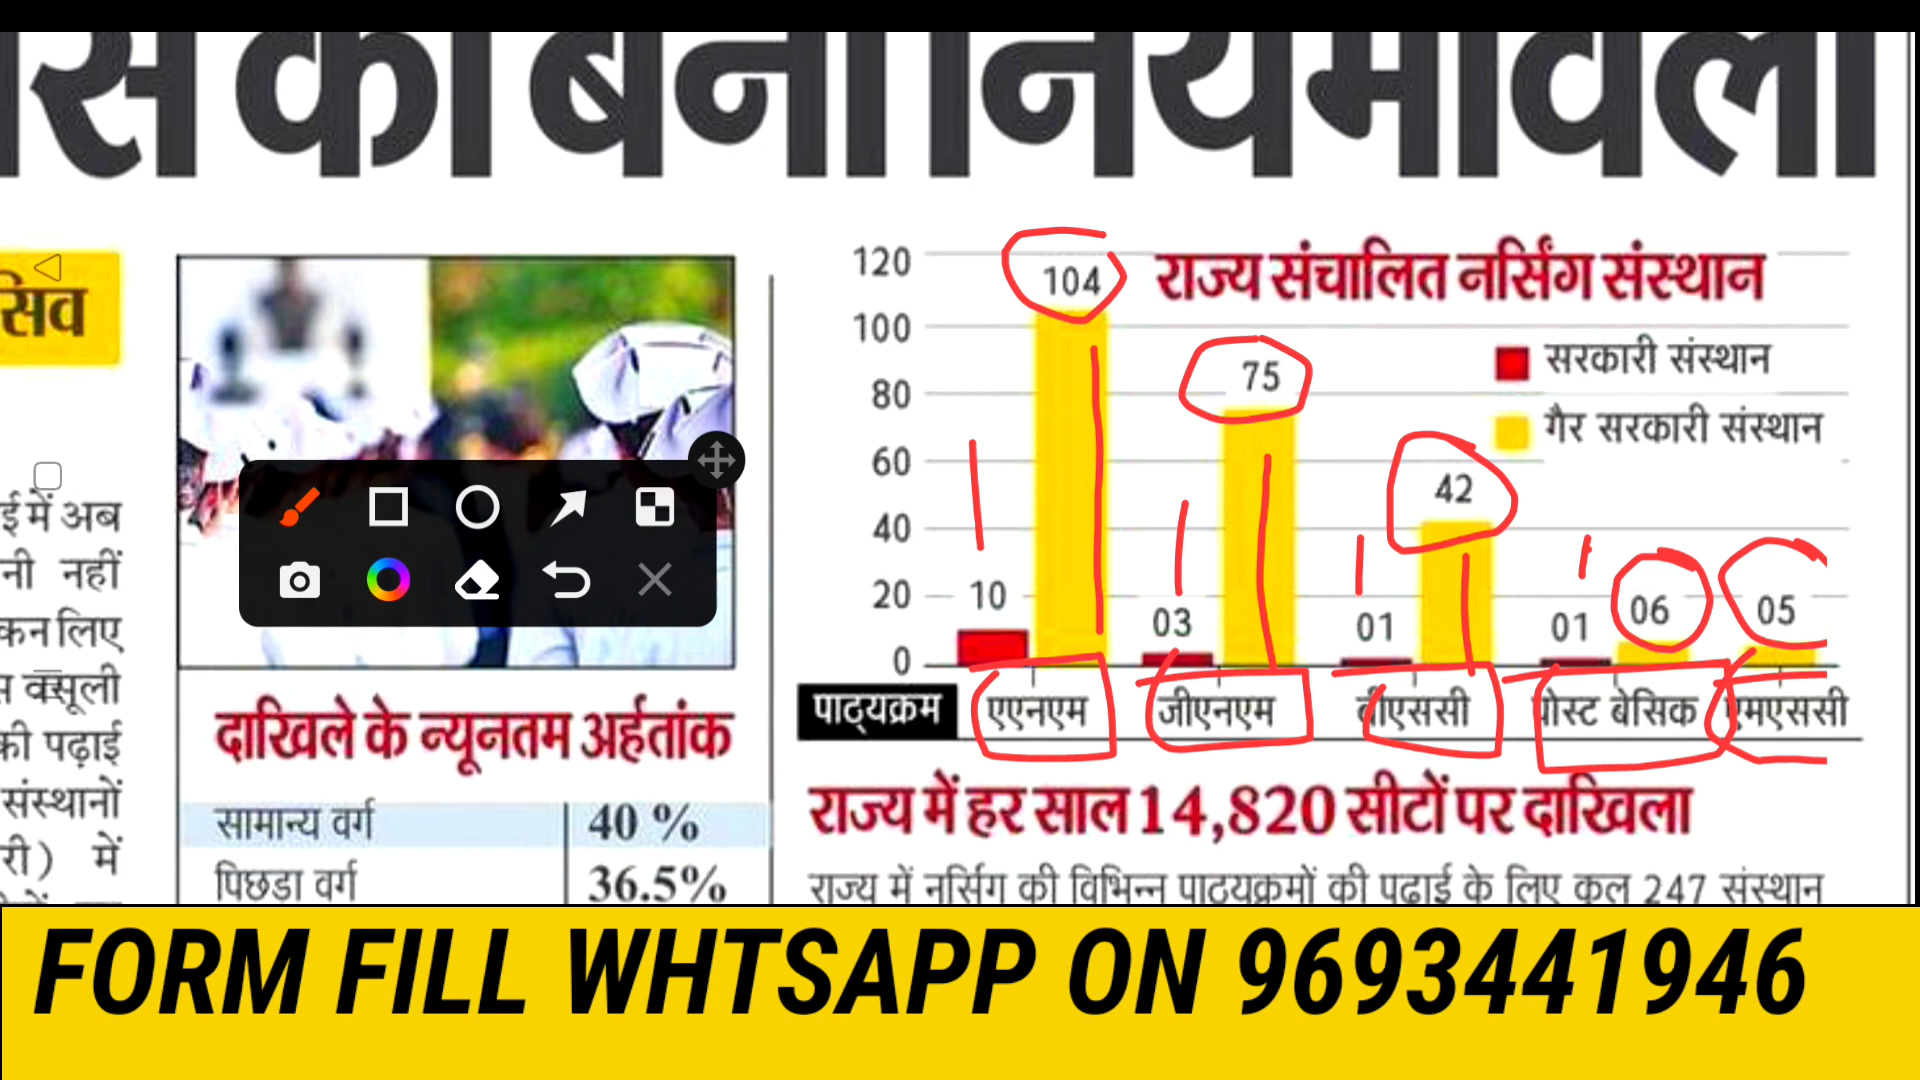 की बनी नियमावली
सिव
ई में अब
नी नहीं
कन लिए
वसूली
की पढ़ाई
संस्थानों
री) में
दाखिले के न्यूनतम अर्हतांक
सामान्य वर्ग 40 %
पिछड़ा वर्ग 36.5%
राज्य संचालित नर्सिंग संस्थान
सरकारी संस्थान
गैर सरकारी संस्थान
120
100
80
60
40
20
0
10 104
03 75
01 42
01 06
05
पाठ्यक्रम एएनएम जीएनएम बीएससी पोस्ट बेसिक एमएससी
राज्य में हर साल 14,820 सीटों पर दाखिला
राज्य में नर्सिंग की विभिन्न पाठ्यक्रमों की पढ़ाई के लिए कुल 247 संस्थान
FORM FILL WHTSAPP ON 9693441946